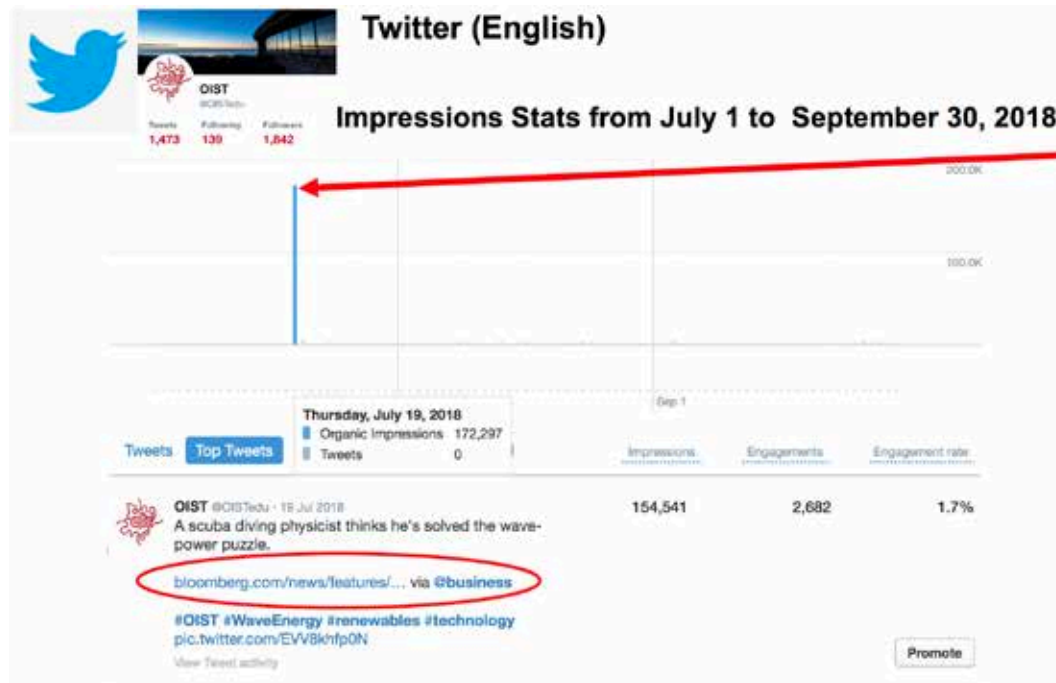 Twitter (English)
OIST
@OISTedu
Tweets Following Followers
1,473 139 1,842
Impressions Stats from July 1 to September 30, 2018
200.0K
100.0K
Sep 1
Thursday, July 19, 2018
Organic Impressions 172,297
Tweets 0
Tweets Top Tweets
Impressions Engagements Engagement rate
OIST @OISTedu · 19 Jul 2018
154,541 2,682 1.7%
A scuba diving physicist thinks he's solved the wave-
power puzzle.
bloomberg.com/news/features/... via @business
#OIST #WaveEnergy #renewables #technology
pic.twitter.com/EVV8khfp0N
View Tweet activity
Promote